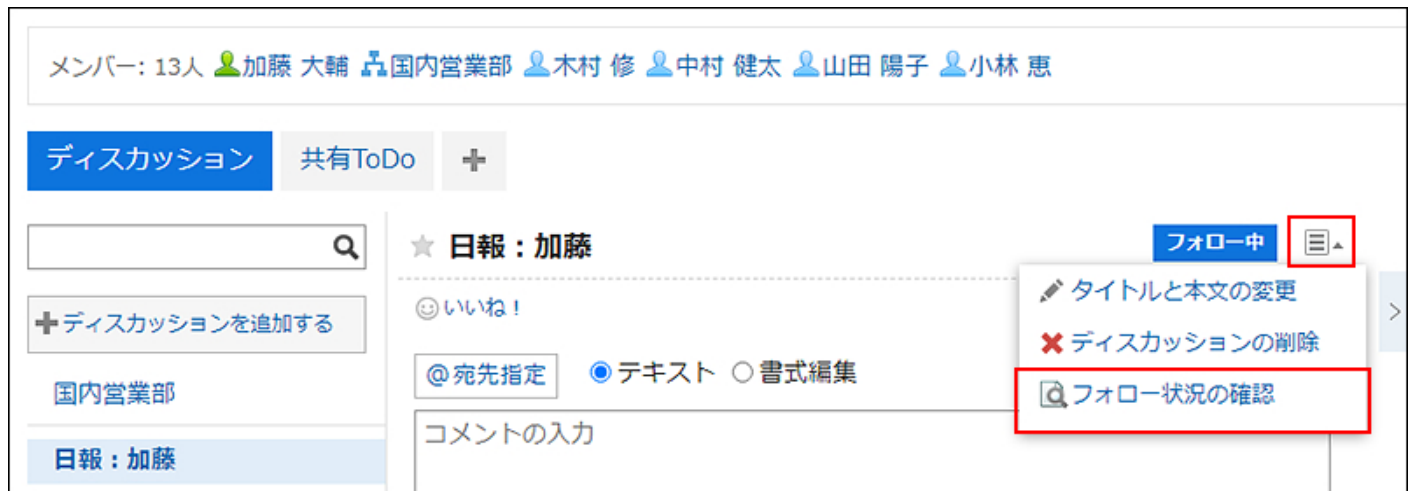 メンバー: 13人 加藤 大輔 国内営業部 木村 修 中村 健太 山田 陽子 小林 恵
ディスカッション 共有ToDo
日報：加藤 フォロー中
ディスカッションを追加する
国内営業部
日報：加藤
いいね！
@宛先指定 テキスト 書式編集
コメントの入力
タイトルと本文の変更
ディスカッションの削除
フォロー状況の確認